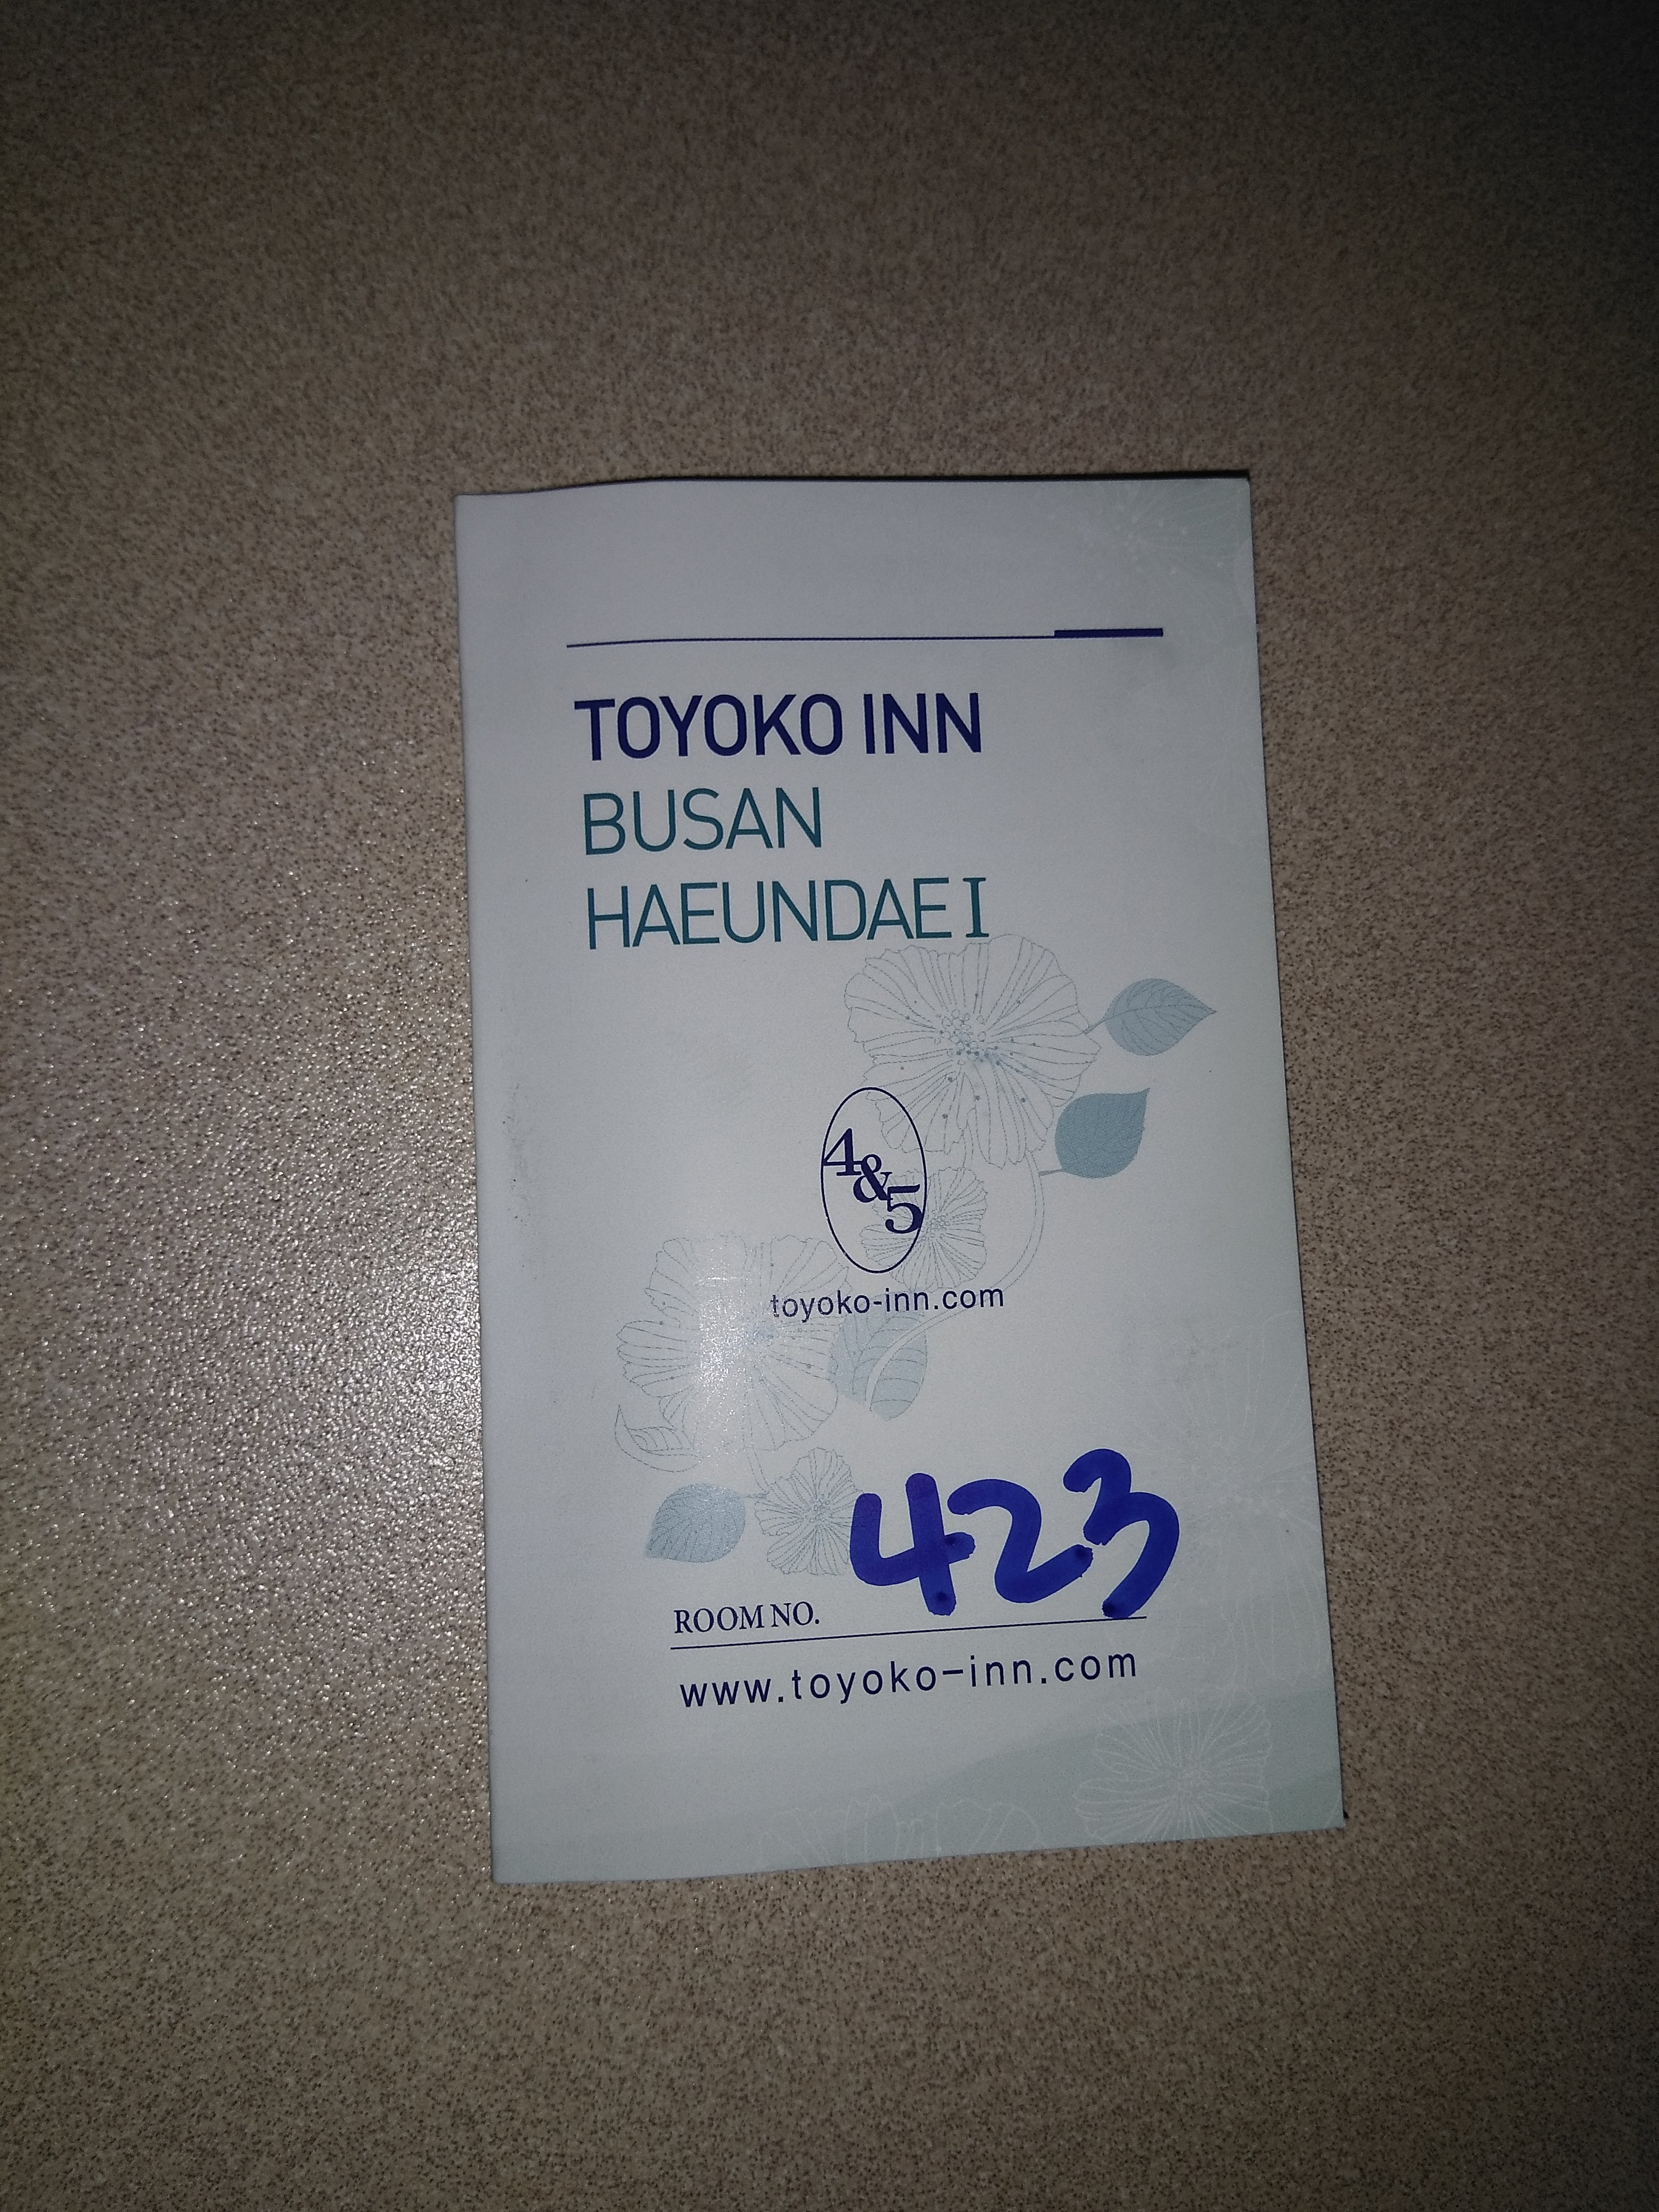 TOYOKO INN
BUSAN
HAEUNDAE I
4&5
toyoko-inn.com
ROOM NO. 423
www.toyoko-inn.com